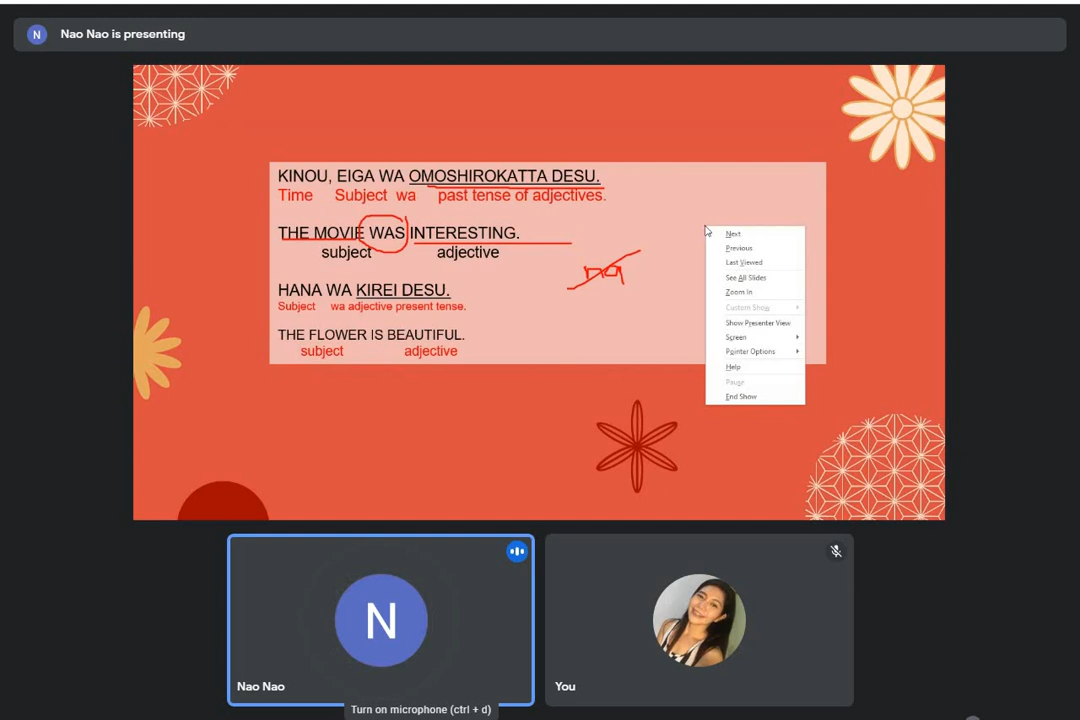 N Nao Nao is presenting
KINOU, EIGA WA OMOSHIROKATTA DESU.
Time Subject wa past tense of adjectives.
THE MOVIE WAS INTERESTING.
subject adjective
na
HANA WA KIREI DESU.
Subject wa adjective present tense.
THE FLOWER IS BEAUTIFUL.
subject adjective
Next
Previous
Last Viewed
See All Slides
Zoom In
Custom Show
Show Presenter View
Screen
Pointer Options
Help
Pause
End Show
N
Nao Nao
You
Turn on microphone (ctrl + d)